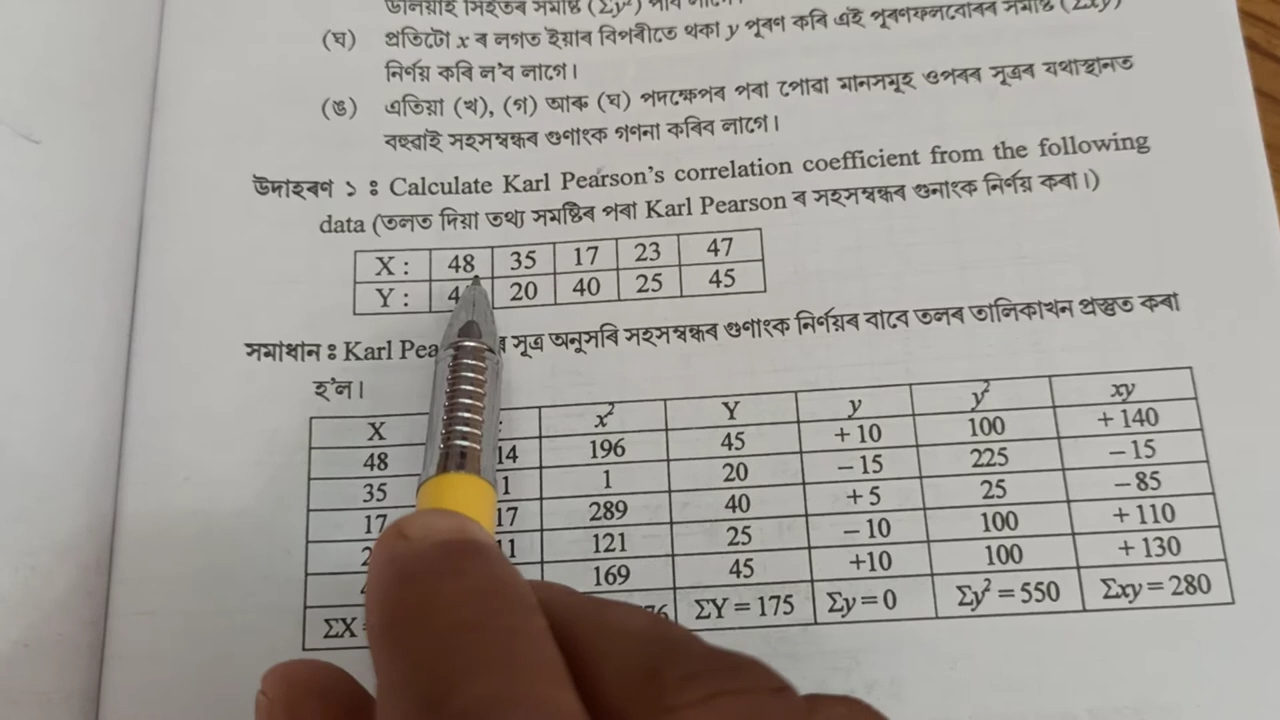 (ঘ) প্ৰতিটো x ৰ লগত ইয়াৰ বিপৰীতে থকা y পূৰণ কৰি এই পূৰণফলবোৰৰ সমষ্টি (Σxy)
নিৰ্ণয় কৰি ল'ব লাগে।
(ঙ) এতিয়া (খ), (গ) আৰু (ঘ) পদক্ষেপৰ পৰা পোৱা মানসমূহ ওপৰৰ সূত্ৰৰ যথাস্থানত
বহুৱাই সহসম্বন্ধৰ গুণাংক গণনা কৰিব লাগে।
উদাহৰণ ১ : Calculate Karl Pearson's correlation coefficient from the following
data (তলত দিয়া তথ্য সমষ্টিৰ পৰা Karl Pearson ৰ সহসম্বন্ধৰ গুনাংক নিৰ্ণয় কৰা।)
X : 48 35 17 23 47
Y : 20 40 25 45
সমাধান : Karl সূত্ৰ অনুসৰি সহসম্বন্ধৰ গুণাংক নিৰ্ণয়ৰ বাবে তলৰ তালিকাখন প্ৰস্তুত কৰা
হ'ল।
X x² Y y y² xy
48 14 196 45 +10 100 +140
35 1 1 20 −15 225 −15
17 17 289 40 +5 25 −85
11 121 25 −10 100 +110
169 45 +10 100 +130
ΣX ΣY = 175 Σy = 0 Σy² = 550 Σxy = 280